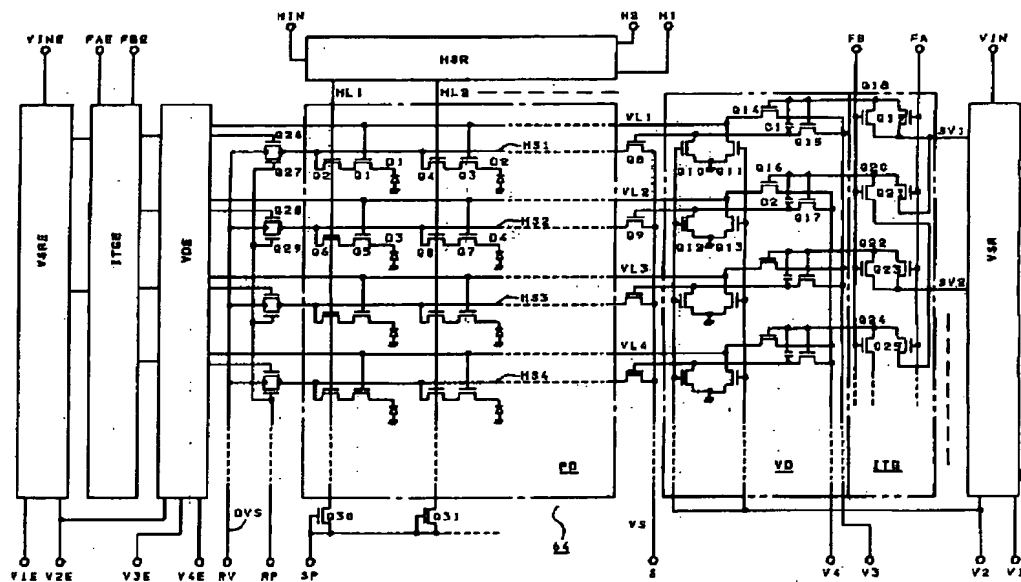 HIN
H2
H1
VINE
FAE
FBE
FB
FA
VIN
HSR
HL1
HL2
VL1
Q14
Q18
Q26
C1
Q15
Q19
SV1
HS1
Q8
Q27
Q2
Q1
D1
Q4
Q3
D2
Q10
Q11
Q16
Q20
VL2
Q28
C2
Q17
Q21
VSRE
ITGE
VDE
HS2
Q9
Q29
Q6
Q5
D3
Q8
Q7
D4
Q12
Q13
VSR
VL3
Q22
Q23
SV2
HS3
VL4
Q24
Q25
HS4
PD
VD
ITG
Q30
Q31
DVS
64
VS
V1E
V2E
V3E
V4E
RV
RP
SP
S
V4
V3
V2
V1